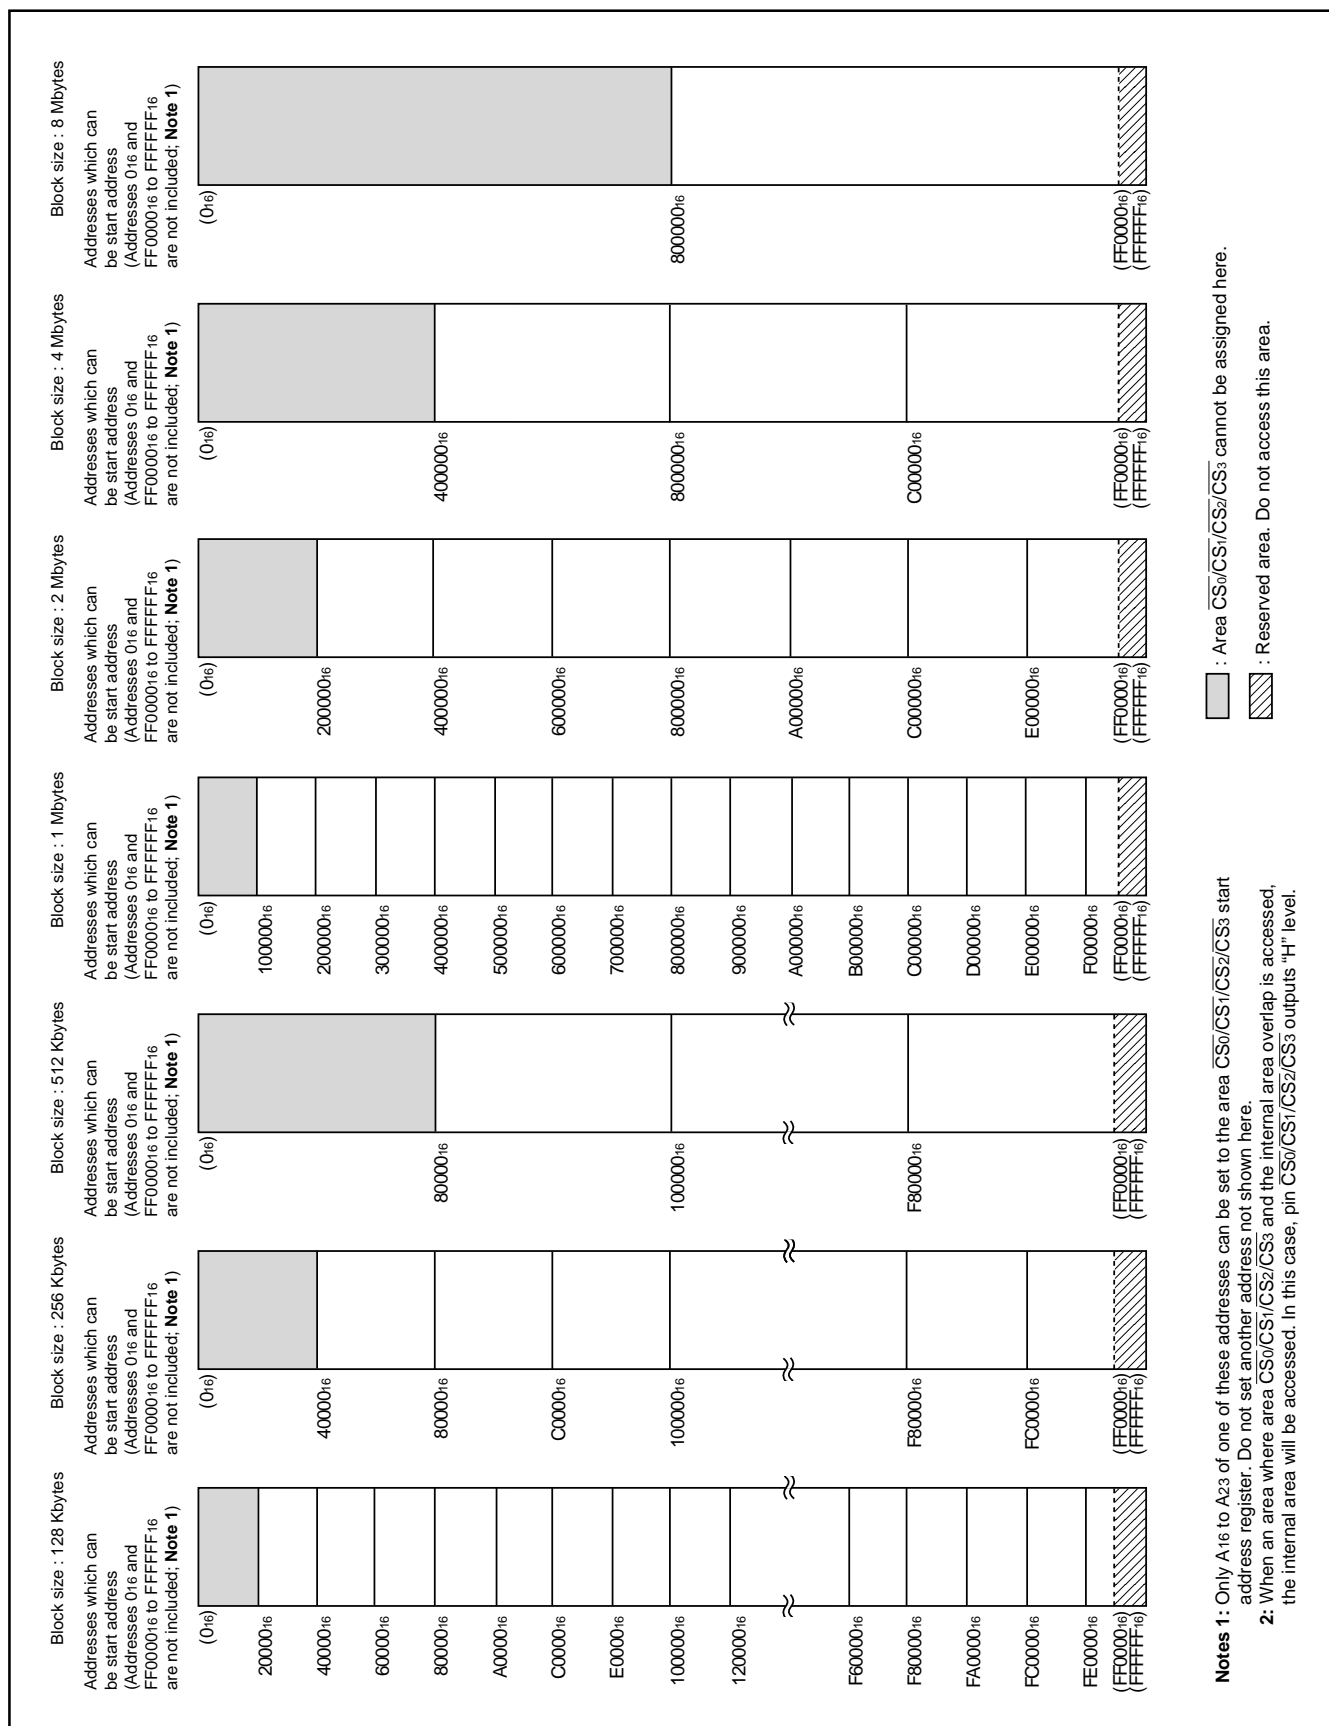 Block size : 128 Kbytes
Addresses which can
be start address
(Addresses 016 and
FF000016 to FFFFFF16
are not included; Note 1)
(016)
2000016
4000016
6000016
8000016
A000016
C000016
E000016
10000016
12000016
F6000016
F8000016
FA000016
FC000016
FE000016
(FF000016)
(FFFFFF16)
Block size : 256 Kbytes
Addresses which can
be start address
(Addresses 016 and
FF000016 to FFFFFF16
are not included; Note 1)
(016)
4000016
8000016
C000016
10000016
F8000016
FC000016
(FF000016)
(FFFFFF16)
Block size : 512 Kbytes
Addresses which can
be start address
(Addresses 016 and
FF000016 to FFFFFF16
are not included; Note 1)
(016)
8000016
10000016
F8000016
(FF000016)
(FFFFFF16)
Block size : 1 Mbytes
Addresses which can
be start address
(Addresses 016 and
FF000016 to FFFFFF16
are not included; Note 1)
(016)
10000016
20000016
30000016
40000016
50000016
60000016
70000016
80000016
90000016
A0000016
B0000016
C0000016
D0000016
E0000016
F0000016
(FF000016)
(FFFFFF16)
Block size : 2 Mbytes
Addresses which can
be start address
(Addresses 016 and
FF000016 to FFFFFF16
are not included; Note 1)
(016)
20000016
40000016
60000016
80000016
A0000016
C0000016
E0000016
(FF000016)
(FFFFFF16)
Block size : 4 Mbytes
Addresses which can
be start address
(Addresses 016 and
FF000016 to FFFFFF16
are not included; Note 1)
(016)
40000016
80000016
C0000016
(FF000016)
(FFFFFF16)
Block size : 8 Mbytes
Addresses which can
be start address
(Addresses 016 and
FF000016 to FFFFFF16
are not included; Note 1)
(016)
80000016
(FF000016)
(FFFFFF16)
: Area CS0/CS1/CS2/CS3 cannot be assigned here.
: Reserved area. Do not access this area.
Notes 1: Only A16 to A23 of one of these addresses can be set to the area CS0/CS1/CS2/CS3 start
address register. Do not set another address not shown here.
2: When an area where area CS0/CS1/CS2/CS3 and the internal area overlap is accessed,
the internal area will be accessed. In this case, pin CS0/CS1/CS2/CS3 outputs “H” level.